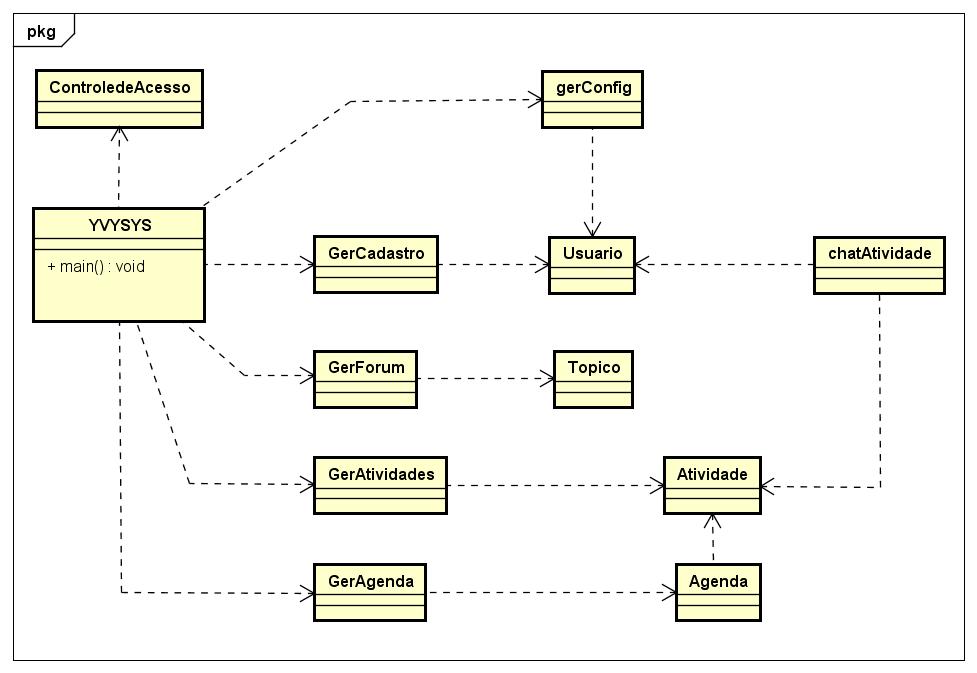 pkg
ControledeAcesso
gerConfig
YVYSYS
+ main() : void
GerCadastro
Usuario
chatAtividade
GerForum
Topico
GerAtividades
Atividade
GerAgenda
Agenda